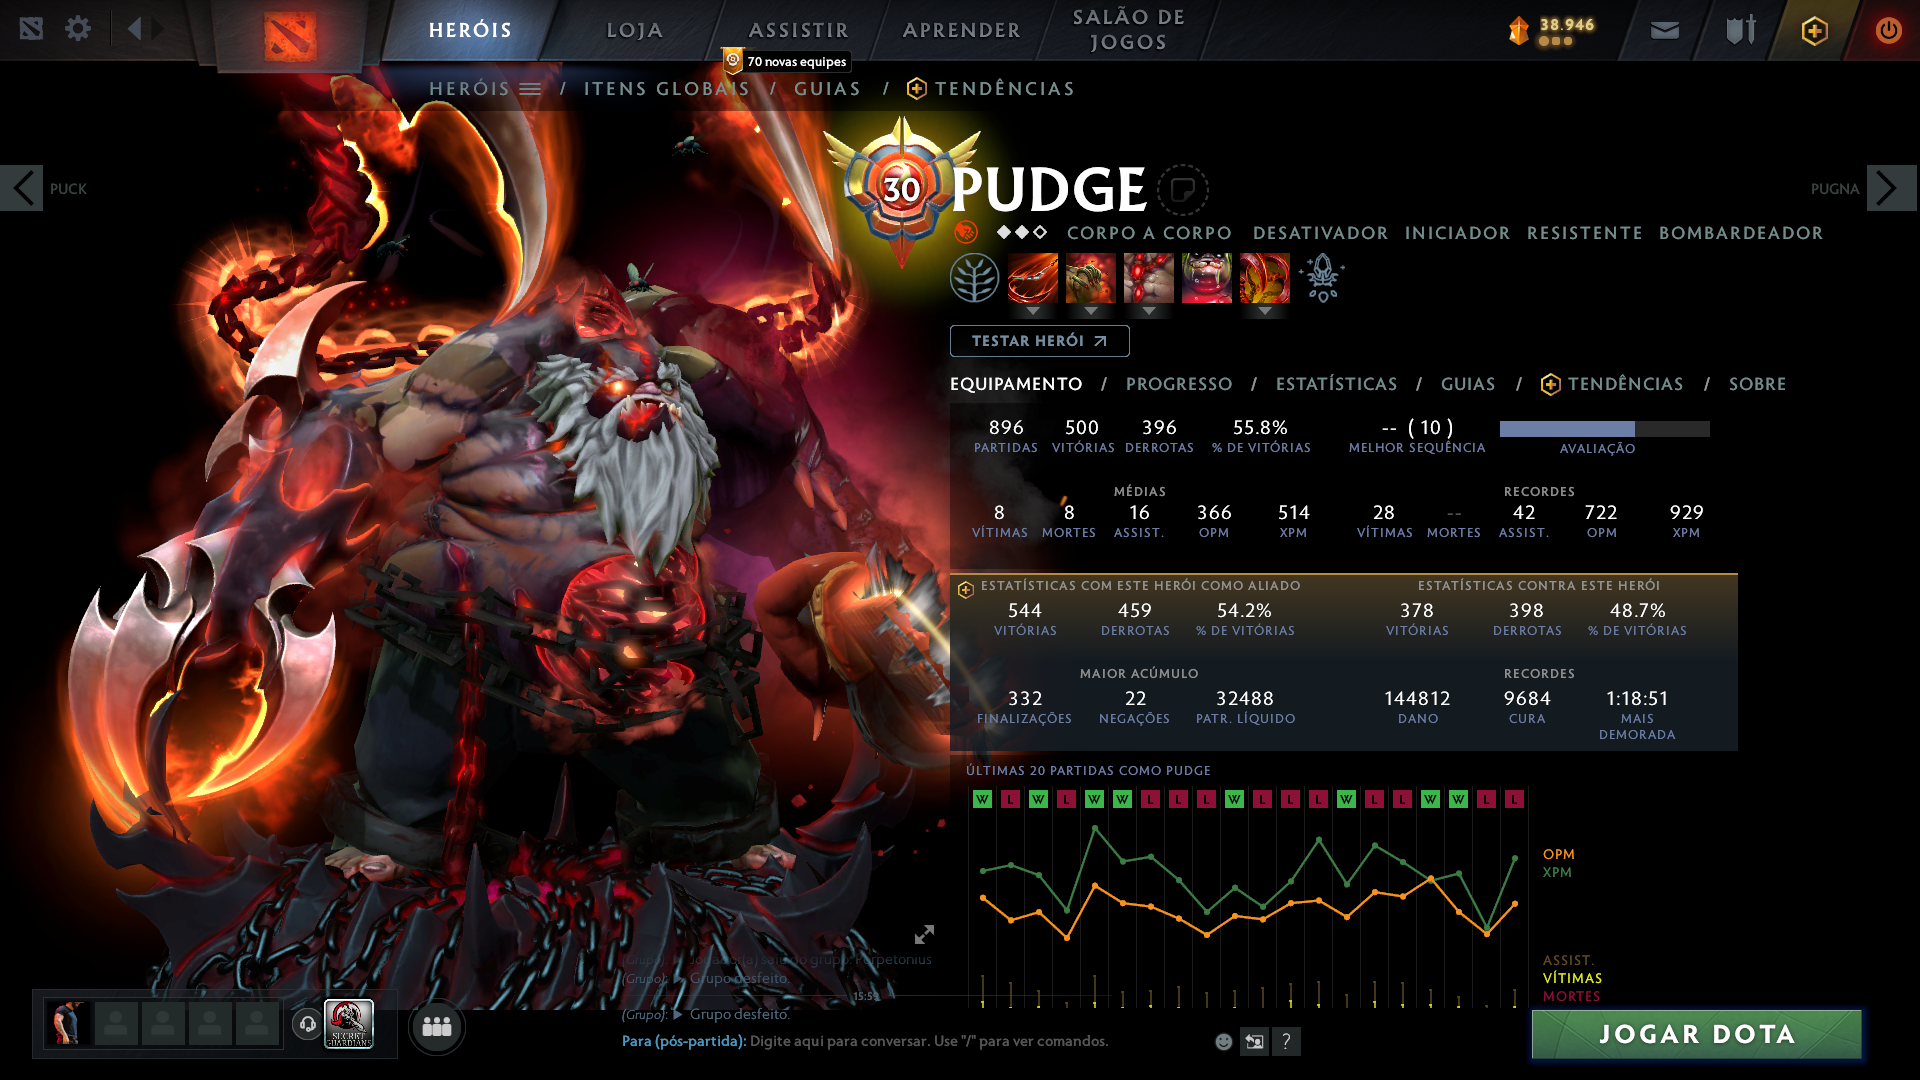 HERÓIS
LOJA
ASSISTIR
APRENDER
SALÃO DE
JOGOS
38.946
70 novas equipes
HERÓIS / ITENS GLOBAIS / GUIAS / TENDÊNCIAS
30
PUDGE
PUCK
PUGNA
CORPO A CORPO DESATIVADOR INICIADOR RESISTENTE BOMBARDEADOR
TESTAR HERÓI
EQUIPAMENTO / PROGRESSO / ESTATÍSTICAS / GUIAS / TENDÊNCIAS / SOBRE
896 500 396 55.8% -- ( 10 )
PARTIDAS VITÓRIAS DERROTAS % DE VITÓRIAS MELHOR SEQUÊNCIA AVALIAÇÃO
MÉDIAS RECORDES
8 8 16 366 514 28 -- 42 722 929
VÍTIMAS MORTES ASSIST. OPM XPM VÍTIMAS MORTES ASSIST. OPM XPM
ESTATÍSTICAS COM ESTE HERÓI COMO ALIADO ESTATÍSTICAS CONTRA ESTE HERÓI
544 459 54.2% 378 398 48.7%
VITÓRIAS DERROTAS % DE VITÓRIAS VITÓRIAS DERROTAS % DE VITÓRIAS
MAIOR ACÚMULO RECORDES
332 22 32488 144812 9684 1:18:51
FINALIZAÇÕES NEGAÇÕES PATR. LÍQUIDO DANO CURA MAIS
DEMORADA
ÚLTIMAS 20 PARTIDAS COMO PUDGE
W L W L W W L L L W L L L W L L W W L L
OPM
XPM
ASSIST.
VÍTIMAS
MORTES
(Grupo): Jogador(a) saiu do grupo: Perpetonius
(Grupo): Grupo desfeito.
15:59
(Grupo): Grupo desfeito.
Para (pós-partida): Digite aqui para conversar. Use "/" para ver comandos.
?
SECRET
GUARDIANS
JOGAR DOTA